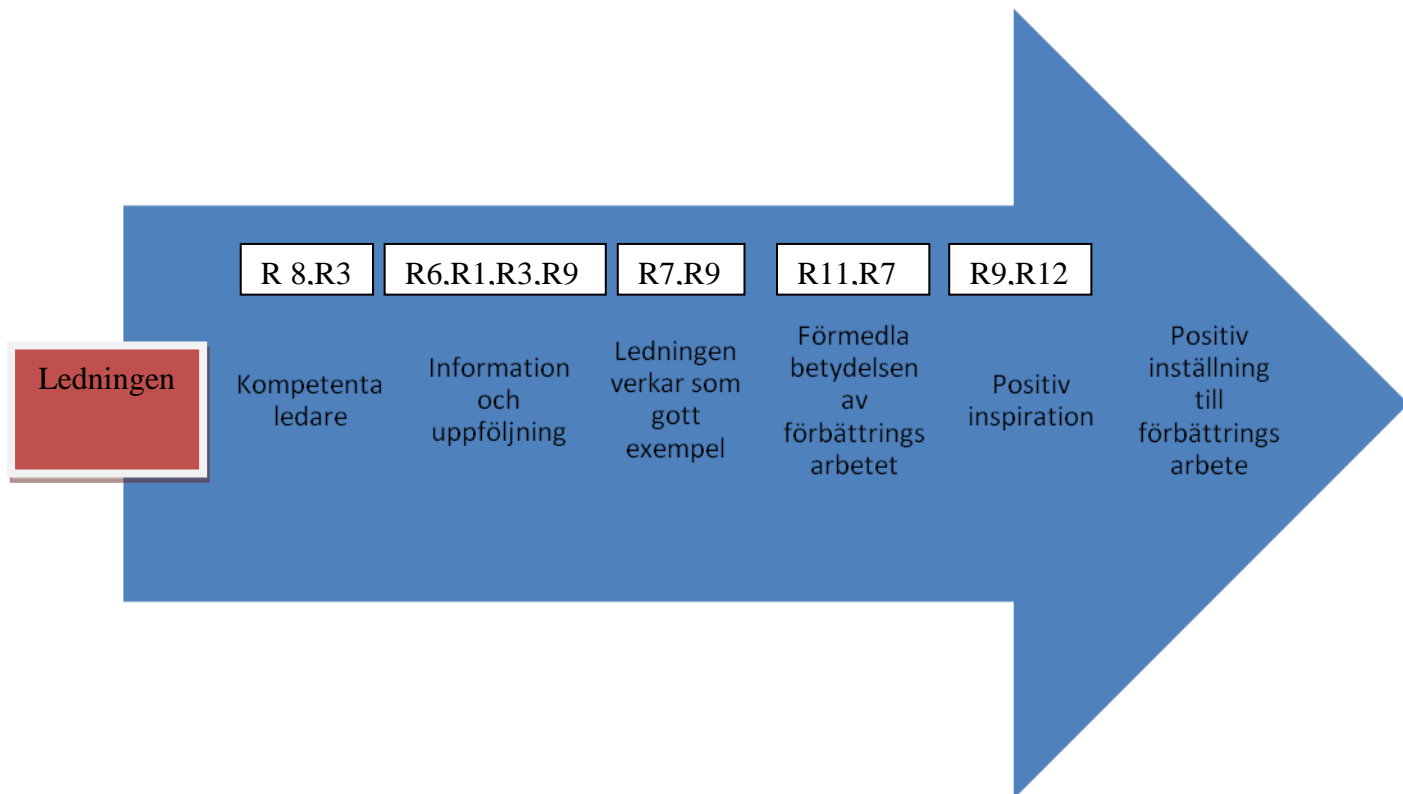 R 8,R3
R6,R1,R3,R9
R7,R9
R11,R7
R9,R12
Ledningen
Kompetenta
ledare
Information
och
uppföljning
Ledningen
verkar som
gott
exempel
Förmedla
betydelsen
av
förbättrings
arbetet
Positiv
inspiration
Positiv
inställning
till
förbättrings
arbete